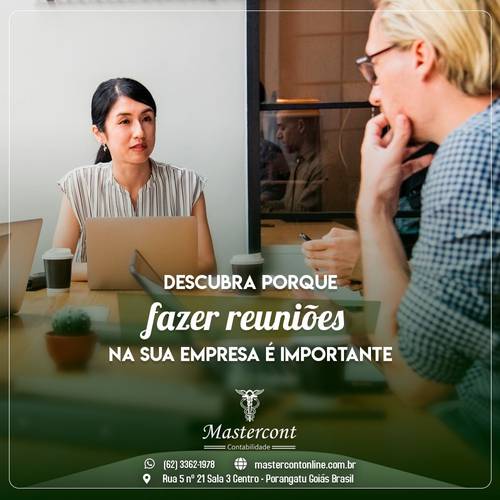 DESCUBRA PORQUE
fazer reuniões
NA SUA EMPRESA É IMPORTANTE
Mastercont
Contabilidade
(62) 3362-1978 mastercontonline.com.br
Rua 5 nº 21 Sala 3 Centro - Porangatu Goiás Brasil